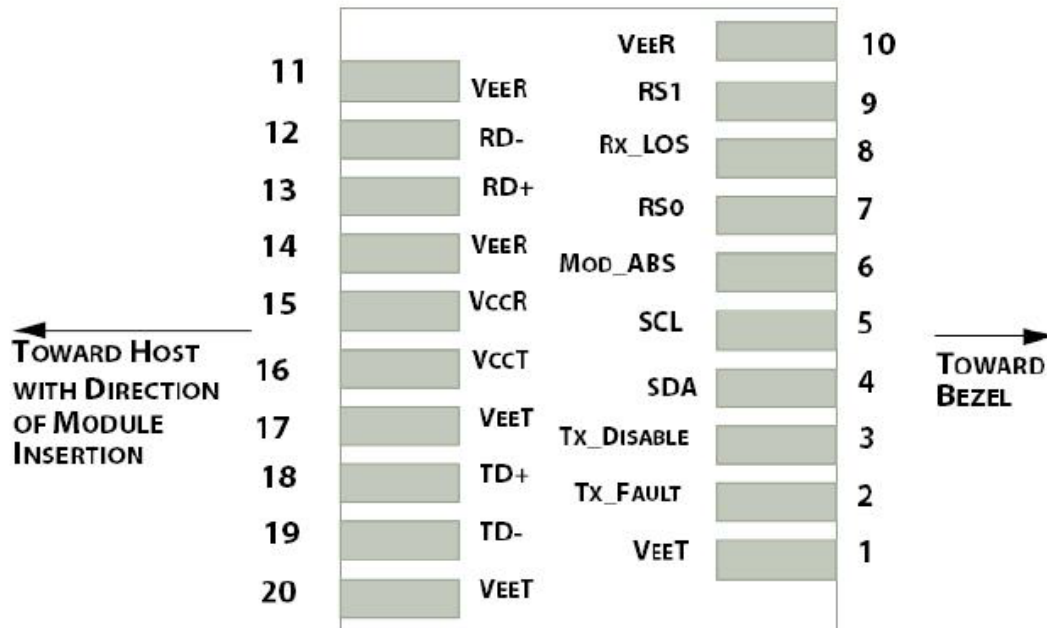 11 VEER
12 RD-
13 RD+
14 VEER
15 VCCR
16 VCCT
17 VEET
18 TD+
19 TD-
20 VEET
VEER 10
RS1 9
RX_LOS 8
RS0 7
MOD_ABS 6
SCL 5
SDA 4
TX_DISABLE 3
TX_FAULT 2
VEET 1
TOWARD HOST
WITH DIRECTION
OF MODULE
INSERTION
TOWARD
BEZEL